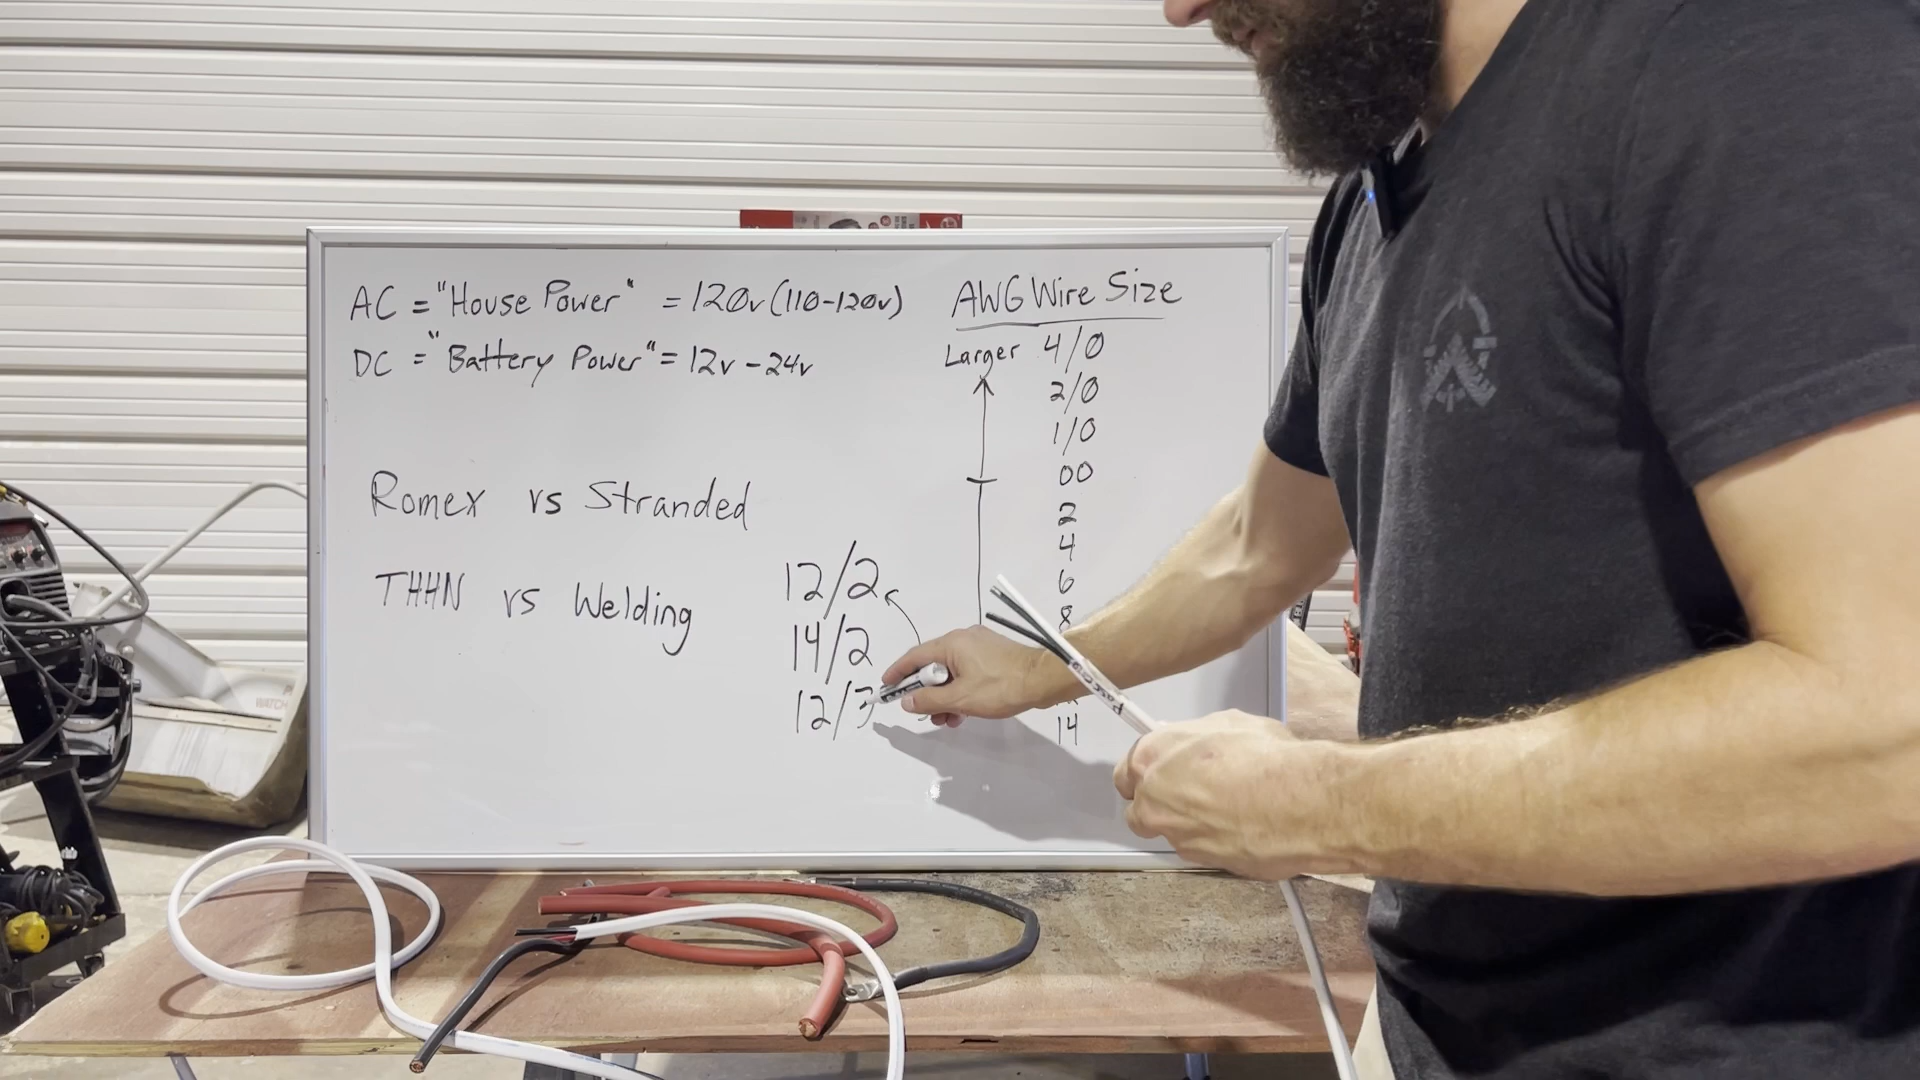 AC = "House Power" = 120v (110-120v)
DC = "Battery Power" = 12v - 24v
Romex vs Stranded
THHN vs Welding
12/2
14/2
12/3
AWG Wire Size
Larger 4/0
2/0
1/0
00
2
4
6
8
14
WATCH